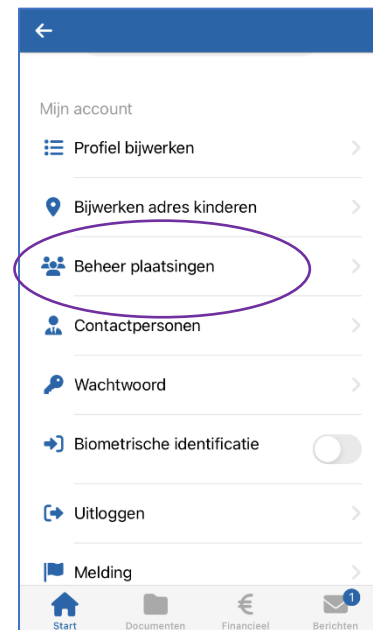 Mijn account
Profiel bijwerken
Bijwerken adres kinderen
Beheer plaatsingen
Contactpersonen
Wachtwoord
Biometrische identificatie
Uitloggen
Melding
1
Start Documenten Financieel Berichten